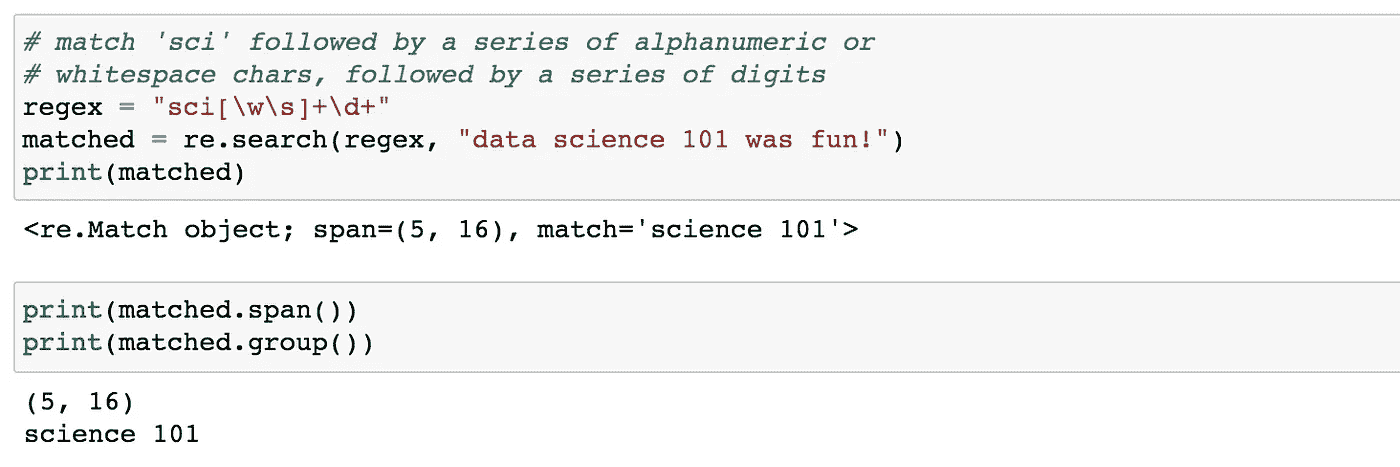 # match 'sci' followed by a series of alphanumeric or
# whitespace chars, followed by a series of digits
regex = "sci[\w\s]+\d+"
matched = re.search(regex, "data science 101 was fun!")
print(matched)
<re.Match object; span=(5, 16), match='science 101'>
print(matched.span())
print(matched.group())
(5, 16)
science 101